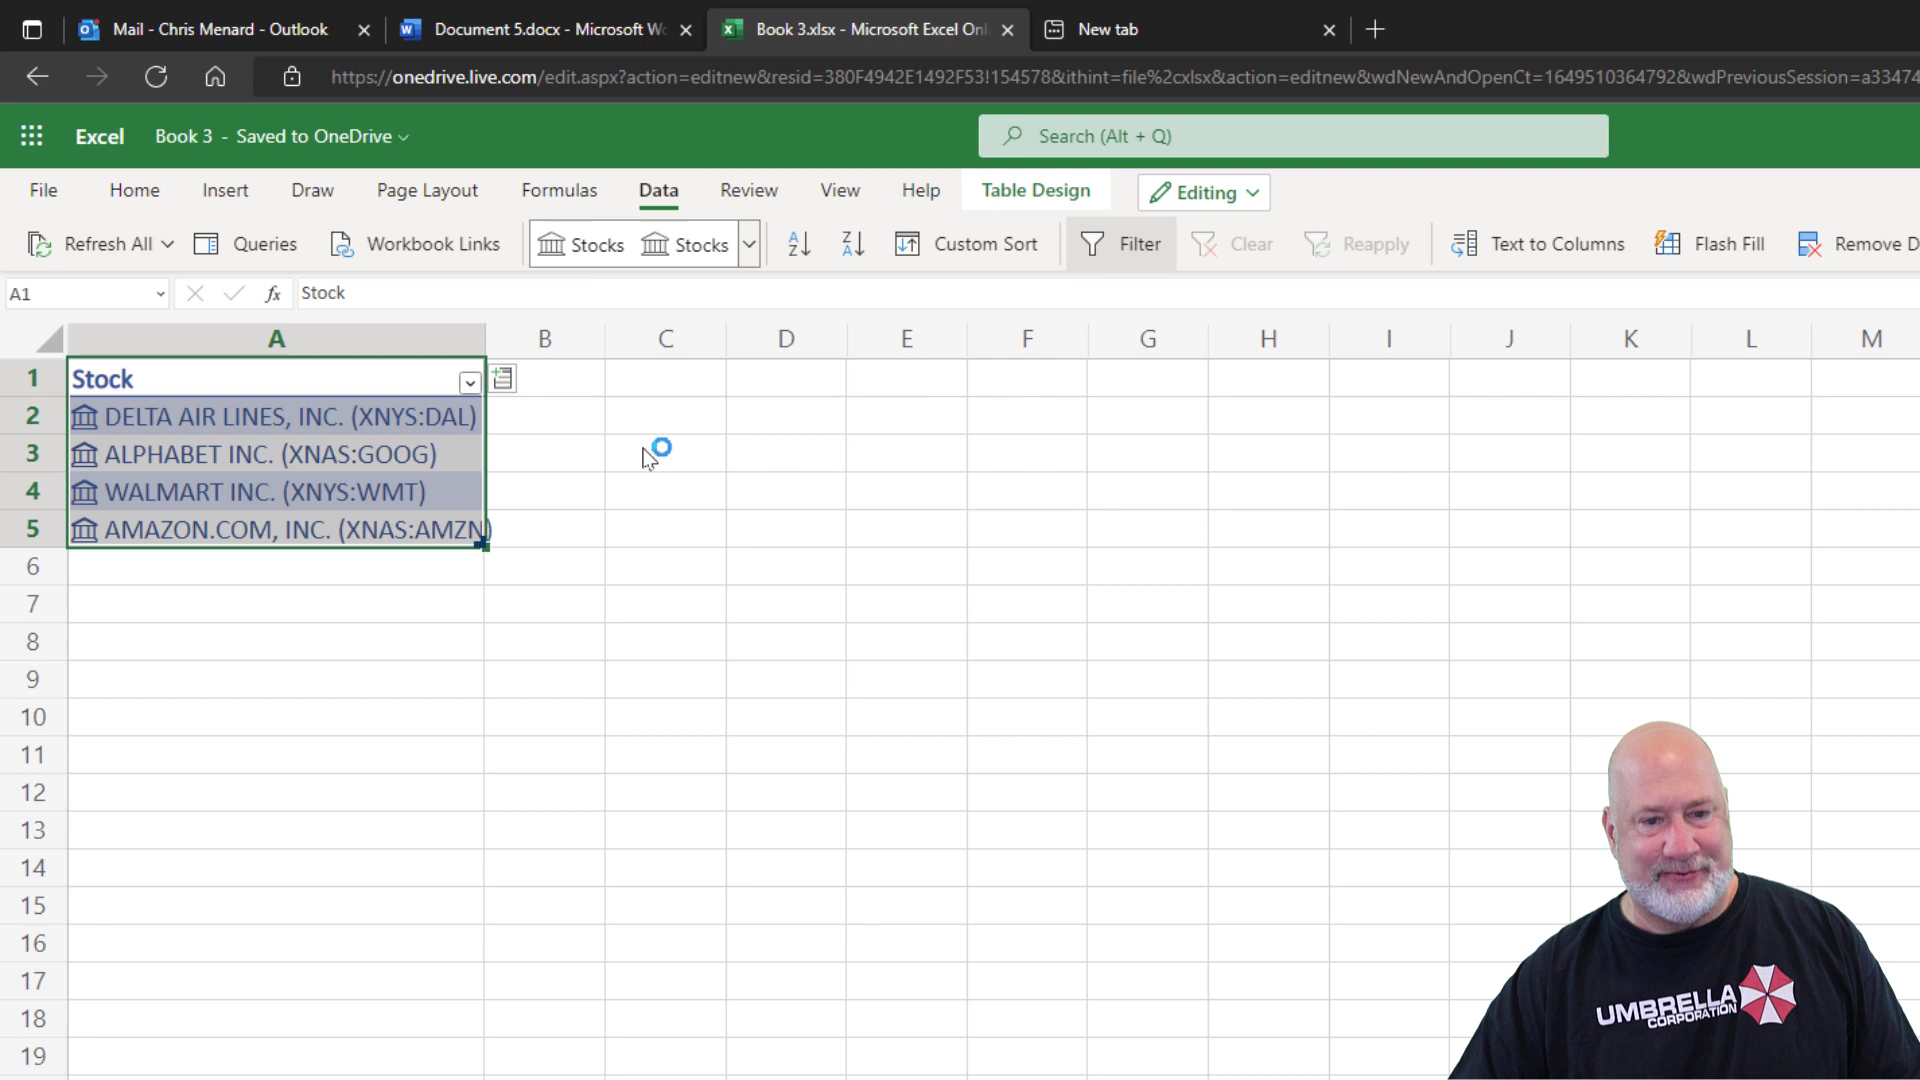 Mail - Chris Menard - Outlook
Document 5.docx - Microsoft Wo
Book 3.xlsx - Microsoft Excel Onl
New tab
https://onedrive.live.com/edit.aspx?action=editnew&resid=380F4942E1492F53!154578&ithint=file%2cxlsx&action=editnew&wdNewAndOpenCt=1649510364792&wdPreviousSession=a33474
Excel Book 3 - Saved to OneDrive Search (Alt + Q)
File Home Insert Draw Page Layout Formulas Data Review View Help Table Design Editing
Refresh All Queries Workbook Links Stocks Stocks Custom Sort Filter Clear Reapply Text to Columns Flash Fill Remove D
A1 fx Stock
A B C D E F G H I J K L M
1 Stock
2 DELTA AIR LINES, INC. (XNYS:DAL)
3 ALPHABET INC. (XNAS:GOOG)
4 WALMART INC. (XNYS:WMT)
5 AMAZON.COM, INC. (XNAS:AMZN)
6
7
8
9
10
11
12
13
14
15
16
17
18
19
UMBRELLA
CORPORATION